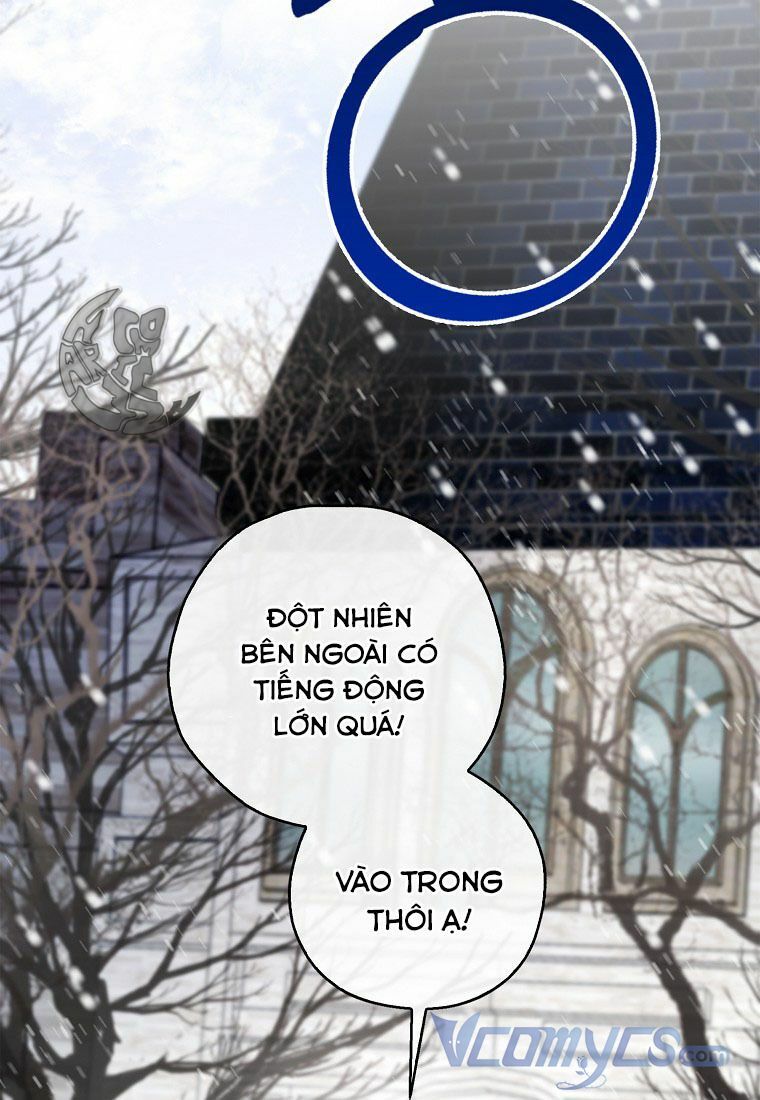 ĐỘT NHIÊN
BÊN NGOÀI CÓ
TIẾNG ĐỘNG
LỚN QUÁ!
VÀO TRONG
THÔI Ạ!
VCOMYCS.com